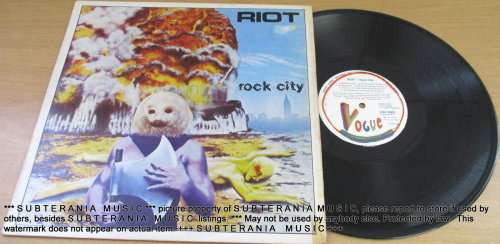 RIOT
rock city
VOGUE
*** S U B T E R A N I A   M U S I C *** picture property of S U B T E R A N I A   M U S I C, please report to store if used by
others, besides S U B T E R A N I A   M U S I C listings. *** May not be used by anybody else. Protected by Law. This
watermark does not appear on actual item. *** S U B T E R A N I A   M U S I C ***